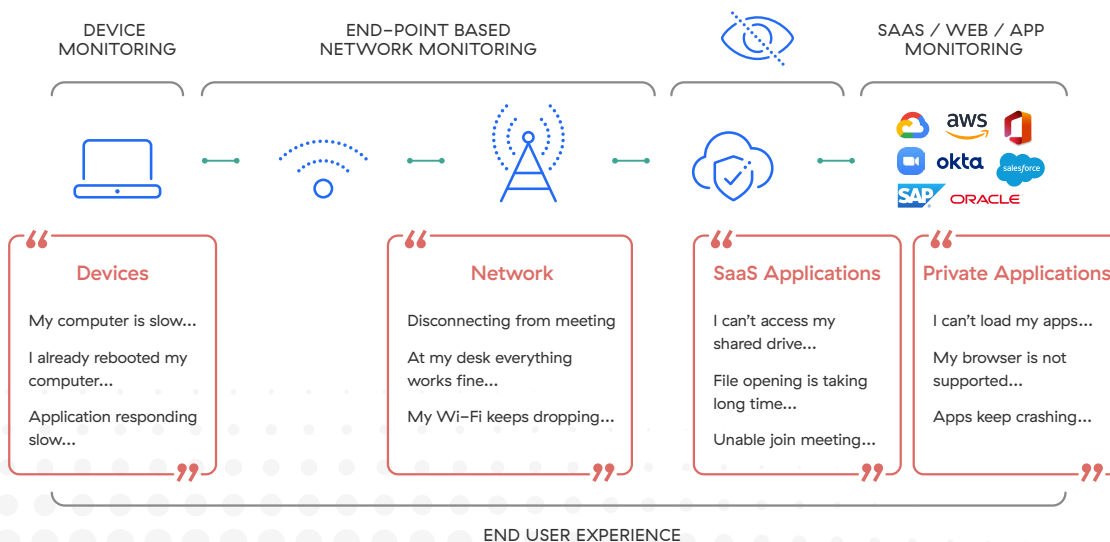 DEVICE
MONITORING
END-POINT BASED
NETWORK MONITORING
SAAS / WEB / APP
MONITORING
aws
okta
salesforce
SAP
ORACLE
Devices
My computer is slow...
I already rebooted my
computer...
Application responding
slow...
Network
Disconnecting from meeting
At my desk everything
works fine...
My Wi-Fi keeps dropping...
SaaS Applications
I can't access my
shared drive...
File opening is taking
long time...
Unable join meeting...
Private Applications
I can't load my apps...
My browser is not
supported...
Apps keep crashing...
END USER EXPERIENCE